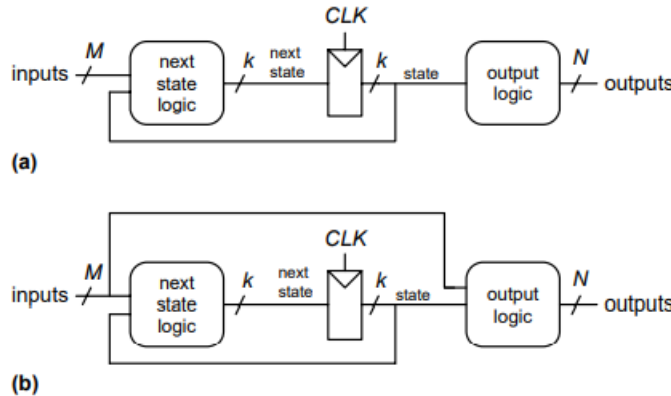 CLK
M
next
k
next
k
N
inputs
state
state
state
output
outputs
logic
logic
(a)
CLK
M
next
k
next
k
N
inputs
state
state
state
output
outputs
logic
logic
(b)